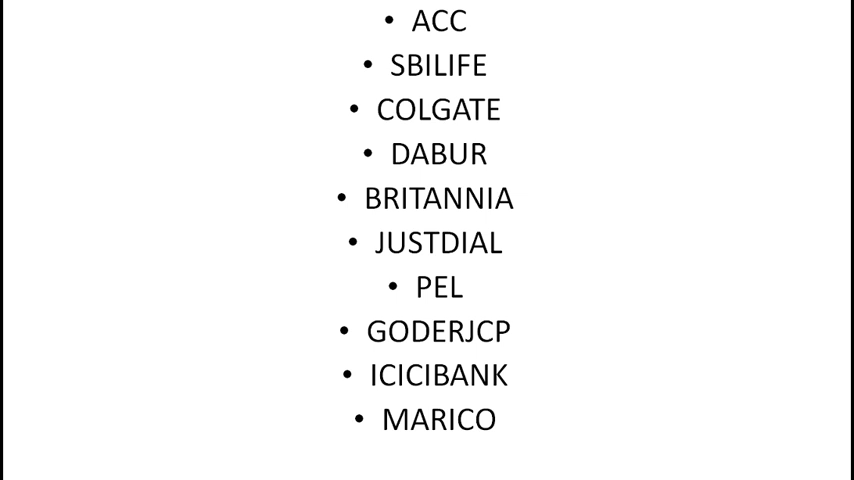 • ACC
• SBILIFE
• COLGATE
• DABUR
• BRITANNIA
• JUSTDIAL
• PEL
• GODERJCP
• ICICIBANK
• MARICO